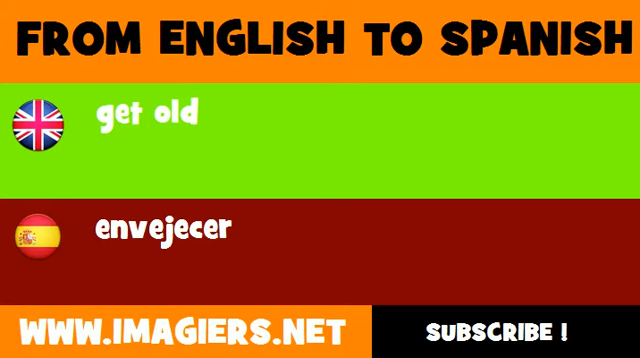 FROM ENGLISH TO SPANISH
get old
envejecer
WWW.IMAGIERS.NET
SUBSCRIBE !